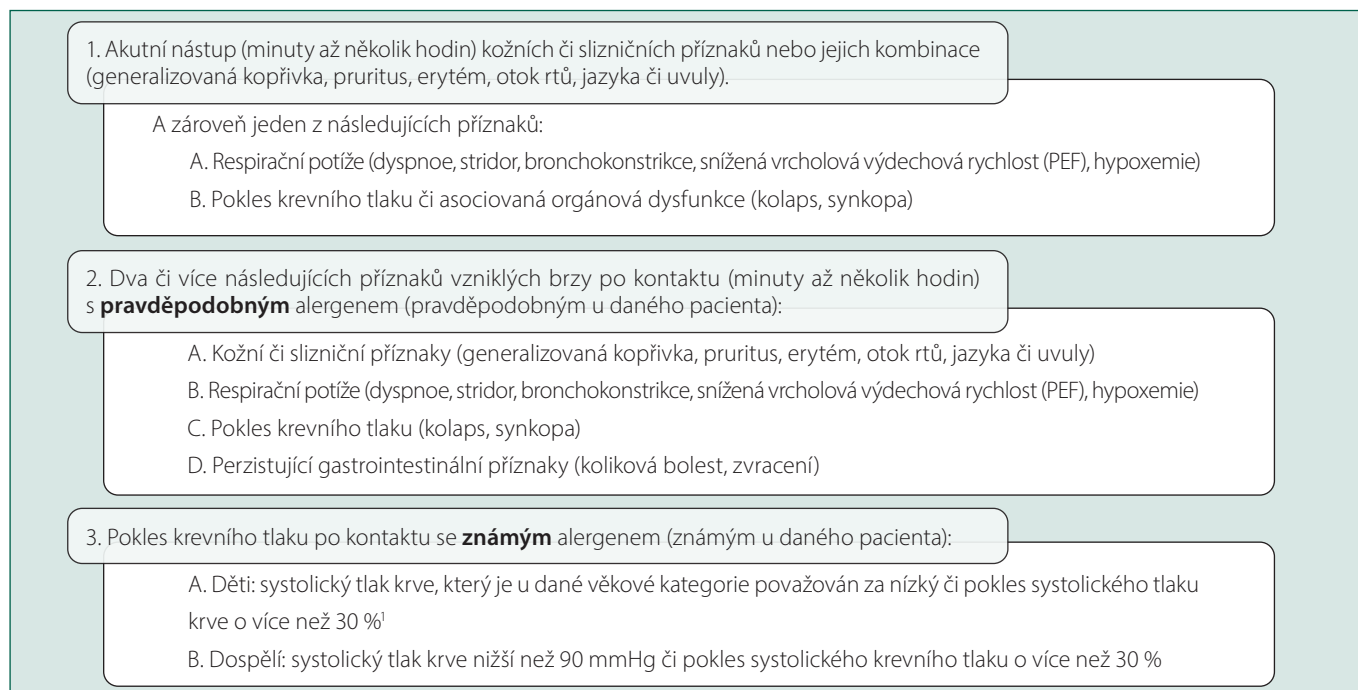 1. Akutní nástup (minuty až několik hodin) kožních či slizničních příznaků nebo jejich kombinace
(generalizovaná kopřivka, pruritus, erytém, otok rtů, jazyka či uvuly).
A zároveň jeden z následujících příznaků:
A. Respirační potíže (dyspnoe, stridor, bronchokonstrikce, snížená vrcholová výdechová rychlost (PEF), hypoxemie)
B. Pokles krevního tlaku či asociovaná orgánová dysfunkce (kolaps, synkopa)
2. Dva či více následujících příznaků vzniklých brzy po kontaktu (minuty až několik hodin)
s pravděpodobným alergenem (pravděpodobným u daného pacienta):
A. Kožní či slizniční příznaky (generalizovaná kopřivka, pruritus, erytém, otok rtů, jazyka či uvuly)
B. Respirační potíže (dyspnoe, stridor, bronchokonstrikce, snížená vrcholová výdechová rychlost (PEF), hypoxemie)
C. Pokles krevního tlaku (kolaps, synkopa)
D. Perzistující gastrointestinální příznaky (koliková bolest, zvracení)
3. Pokles krevního tlaku po kontaktu se známým alergenem (známým u daného pacienta):
A. Děti: systolický tlak krve, který je u dané věkové kategorie považován za nízký či pokles systolického tlaku
krve o více než 30 %¹
B. Dospělí: systolický tlak krve nižší než 90 mmHg či pokles systolického krevního tlaku o více než 30 %